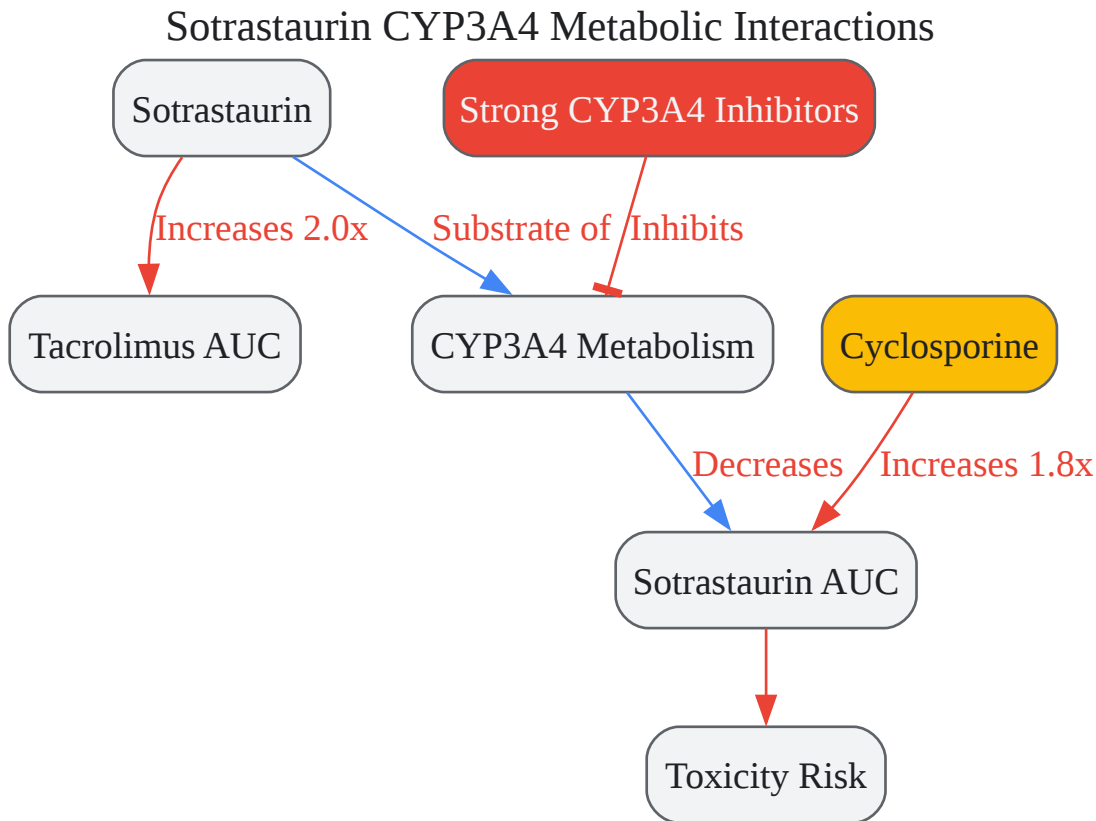 Sotrastaurin CYP3A4 Metabolic Interactions
Sotrastaurin
Strong CYP3A4 Inhibitors
Increases 2.0x
Substrate of
Inhibits
Tacrolimus AUC
CYP3A4 Metabolism
Cyclosporine
Decreases
Increases 1.8x
Sotrastaurin AUC
Toxicity Risk